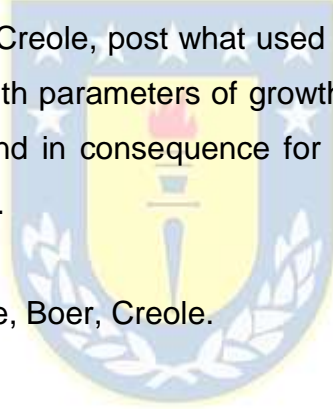 Creole, post what used
th parameters of growth
nd in consequence for
.
e, Boer, Creole.